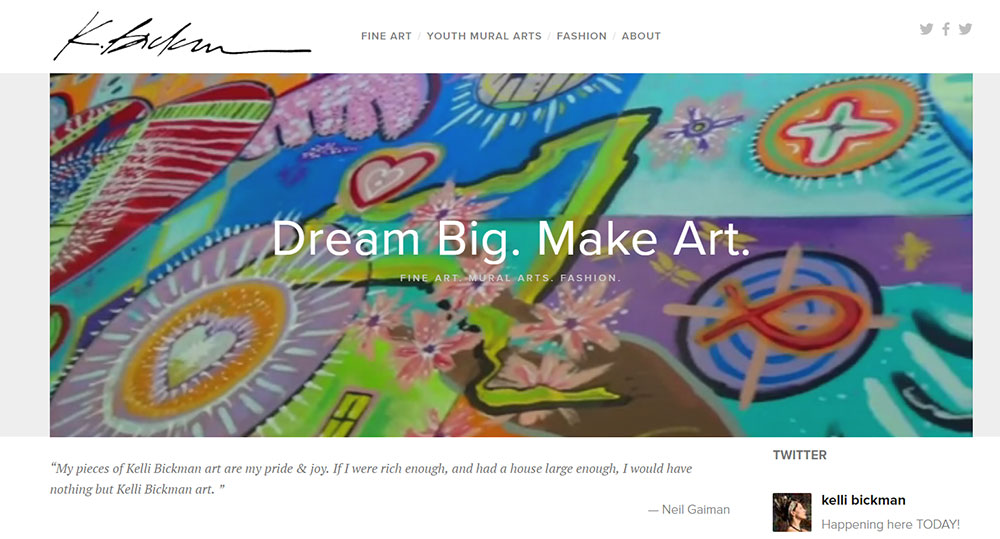 K. Bickman
FINE ART / YOUTH MURAL ARTS / FASHION / ABOUT
Dream Big. Make Art.
FINE ART. MURAL ARTS. FASHION.
“My pieces of Kelli Bickman art are my pride & joy. If I were rich enough, and had a house large enough, I would have
nothing but Kelli Bickman art. ”
— Neil Gaiman
TWITTER
kelli bickman
Happening here TODAY!